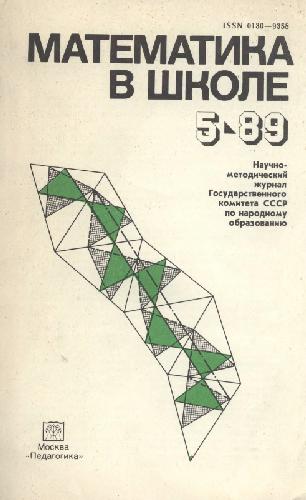 ISSN 0130—9358
МАТЕМАТИКА
В ШКОЛЕ
5·89
Научно-
методический
журнал
Государственного
комитета СССР
по народному
образованию
Москва
«Педагогика»